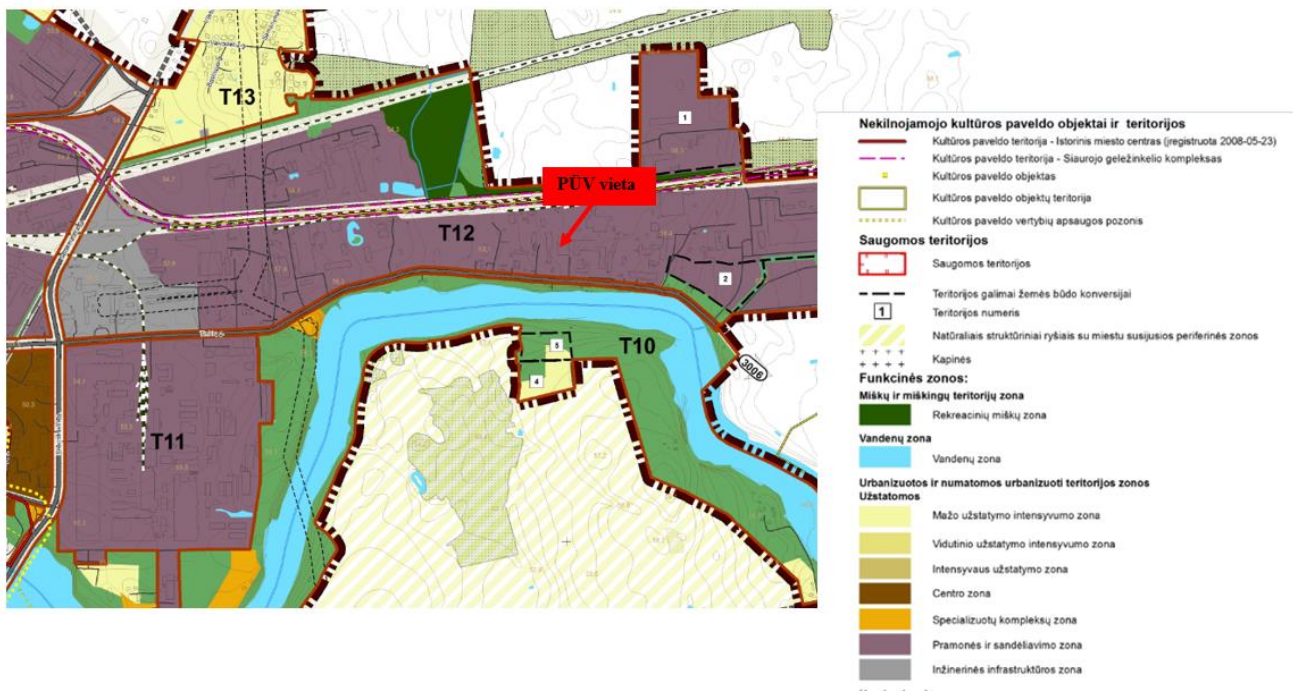 T13
1
PŪV vieta
T12
2
T10
5
4
3006
T11
Nekilnojamojo kultūros paveldo objektai ir teritorijos
Kultūros paveldo teritorija - Istorinis miesto centras (įregistruota 2008-05-23)
Kultūros paveldo teritorija - Siaurojo geležinkelio kompleksas
Kultūros paveldo objektas
Kultūros paveldo objektų teritorija
Kultūros paveldo vertybių apsaugos pozonis
Saugomos teritorijos
Saugomos teritorijos
Teritorijos galimai žemės būdo konversijai
1 Teritorijos numeris
Natūraliais struktūriniai ryšiais su miestu susijusios periferinės zonos
Kapinės
Funkcinės zonos:
Miškų ir miškingų teritorijų zona
Rekreacinių miškų zona
Vandenų zona
Vandenų zona
Urbanizuotos ir numatomos urbanizuoti teritorijos zonos
Užstatomos
Mažo užstatymo intensyvumo zona
Vidutinio užstatymo intensyvumo zona
Intensyvaus užstatymo zona
Centro zona
Specializuotų kompleksų zona
Pramonės ir sandėliavimo zona
Inžinerinės infrastruktūros zona